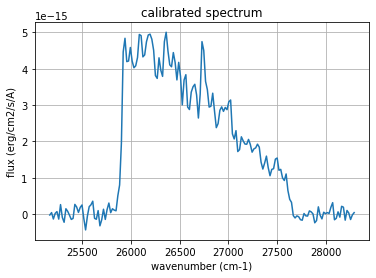 calibrated spectrum
1e−15
flux (erg/cm2/s/A)
5
4
3
2
1
0
25500 26000 26500 27000 27500 28000
wavenumber (cm-1)